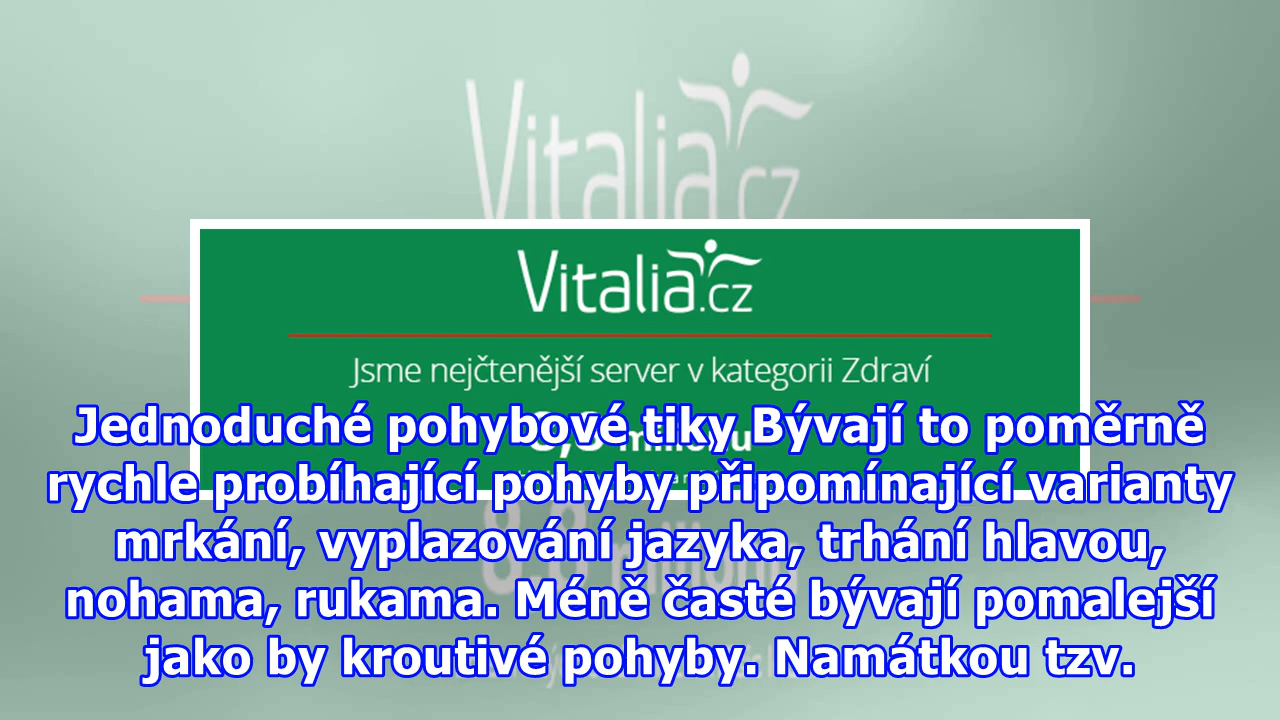 Vitalia.cz
Vitalia.cz
Jsme nejčtenější server v kategorii Zdraví
Jednoduché pohybové tiky Bývají to poměrně
rychle probíhající pohyby připomínající varianty
mrkání, vyplazování jazyka, trhání hlavou,
nohama, rukama. Méně časté bývají pomalejší
jako by kroutivé pohyby. Namátkou tzv.